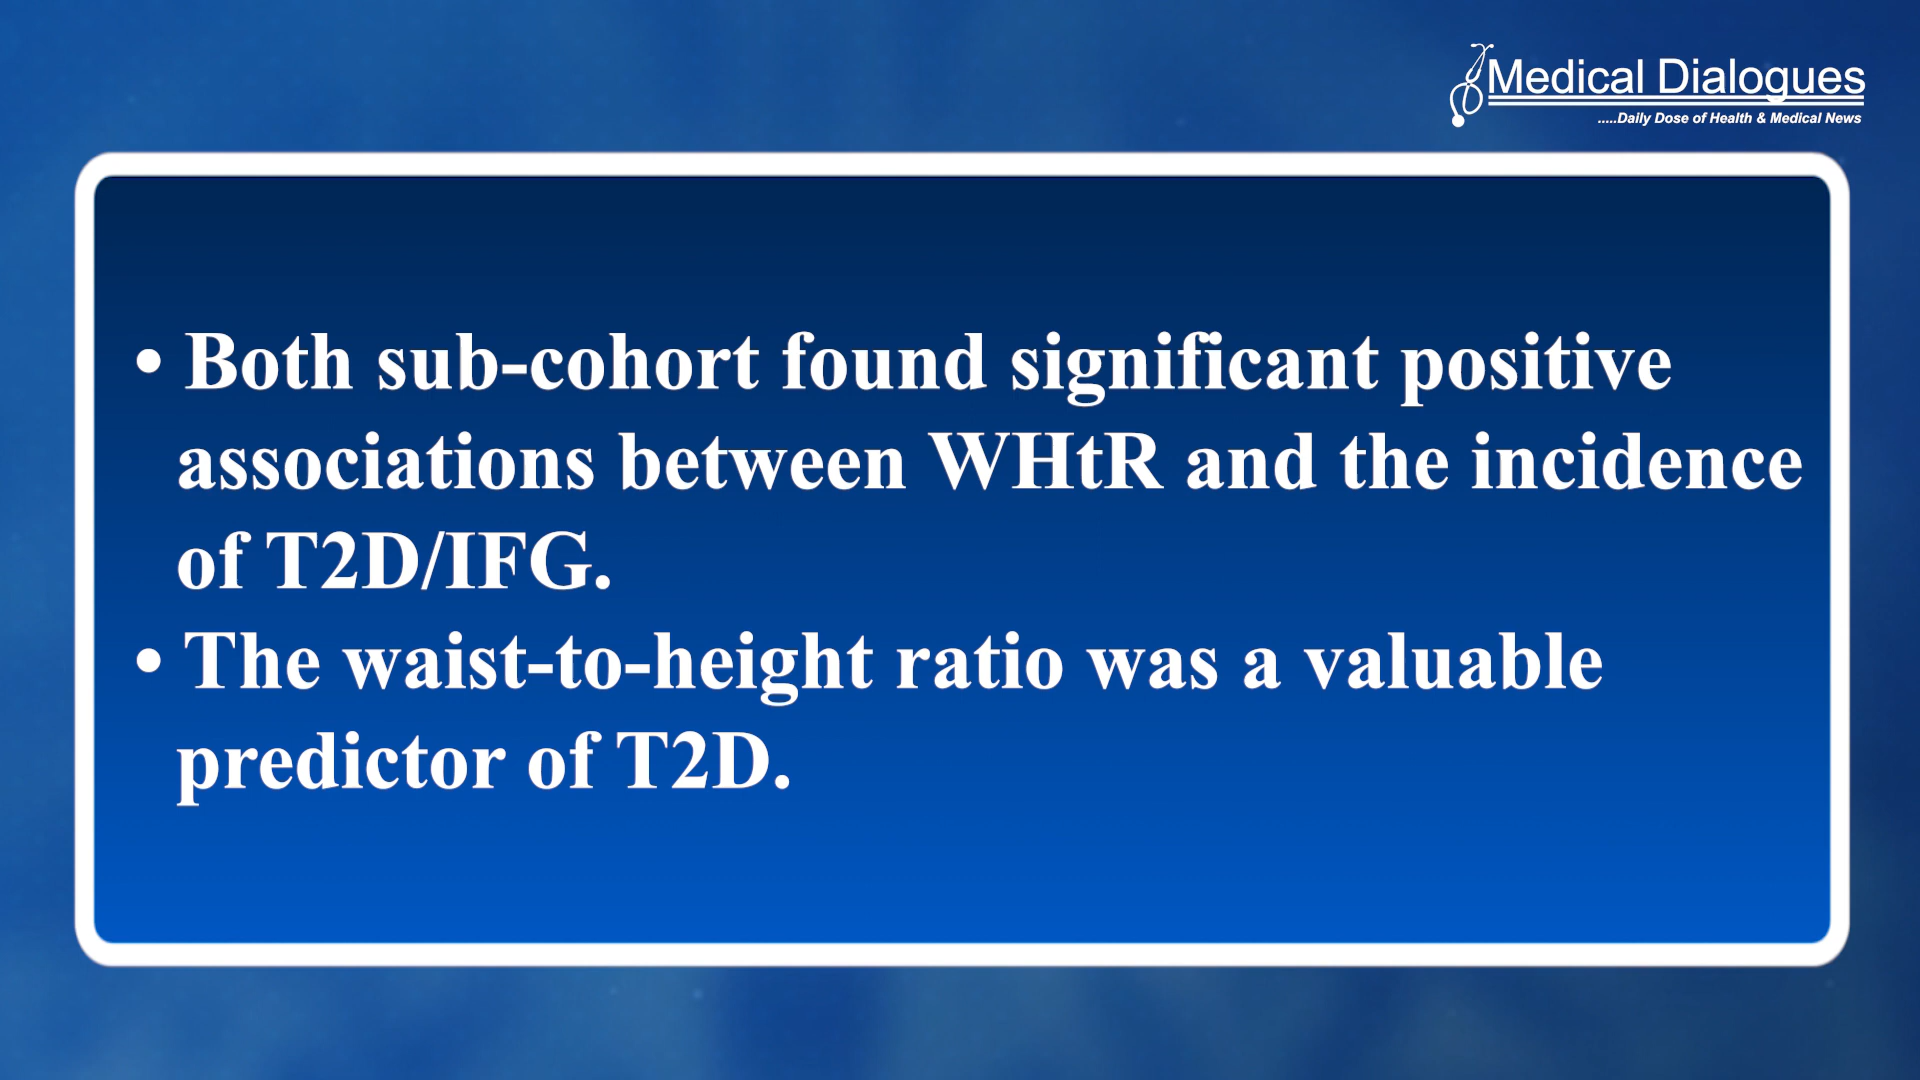 Medical Dialogues
.....Daily Dose of Health & Medical News
• Both sub-cohort found significant positive
associations between WHtR and the incidence
of T2D/IFG.
• The waist-to-height ratio was a valuable
predictor of T2D.